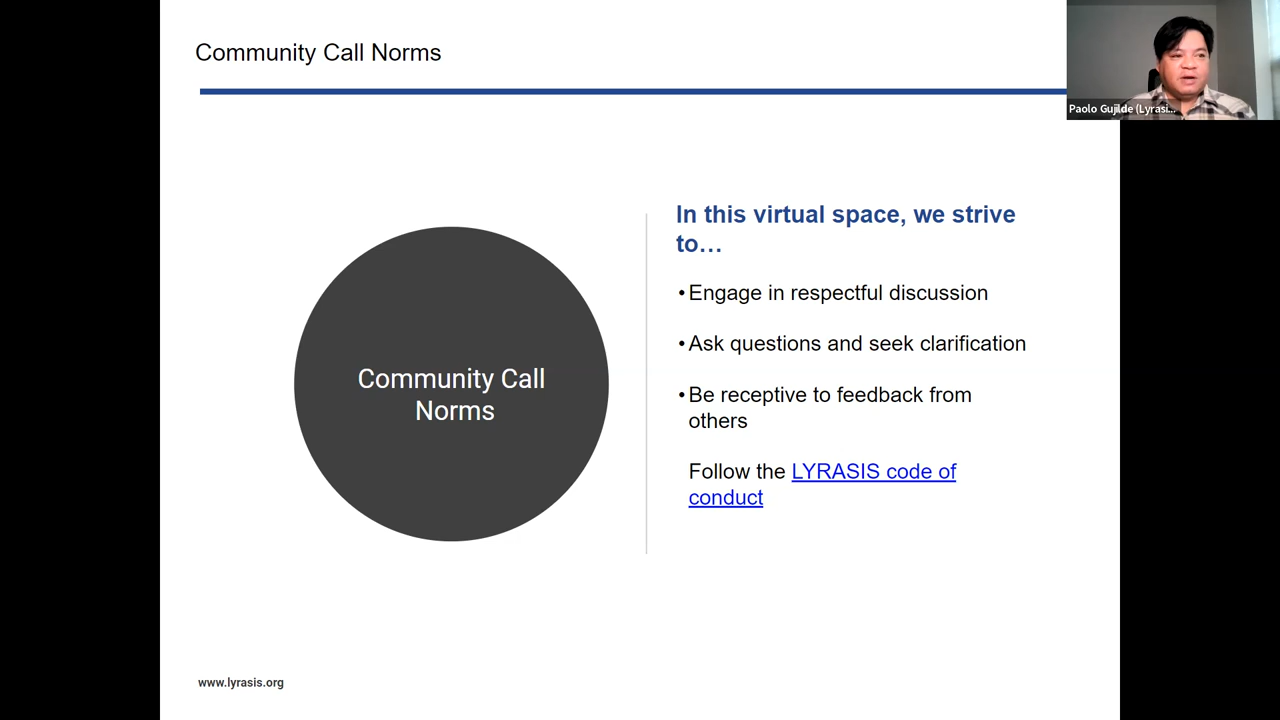 Community Call Norms
Paolo Gujilde (Lyrasi...
In this virtual space, we strive
to…
•Engage in respectful discussion
•Ask questions and seek clarification
•Be receptive to feedback from
others
Follow the LYRASIS code of
conduct
Community Call
Norms
www.lyrasis.org